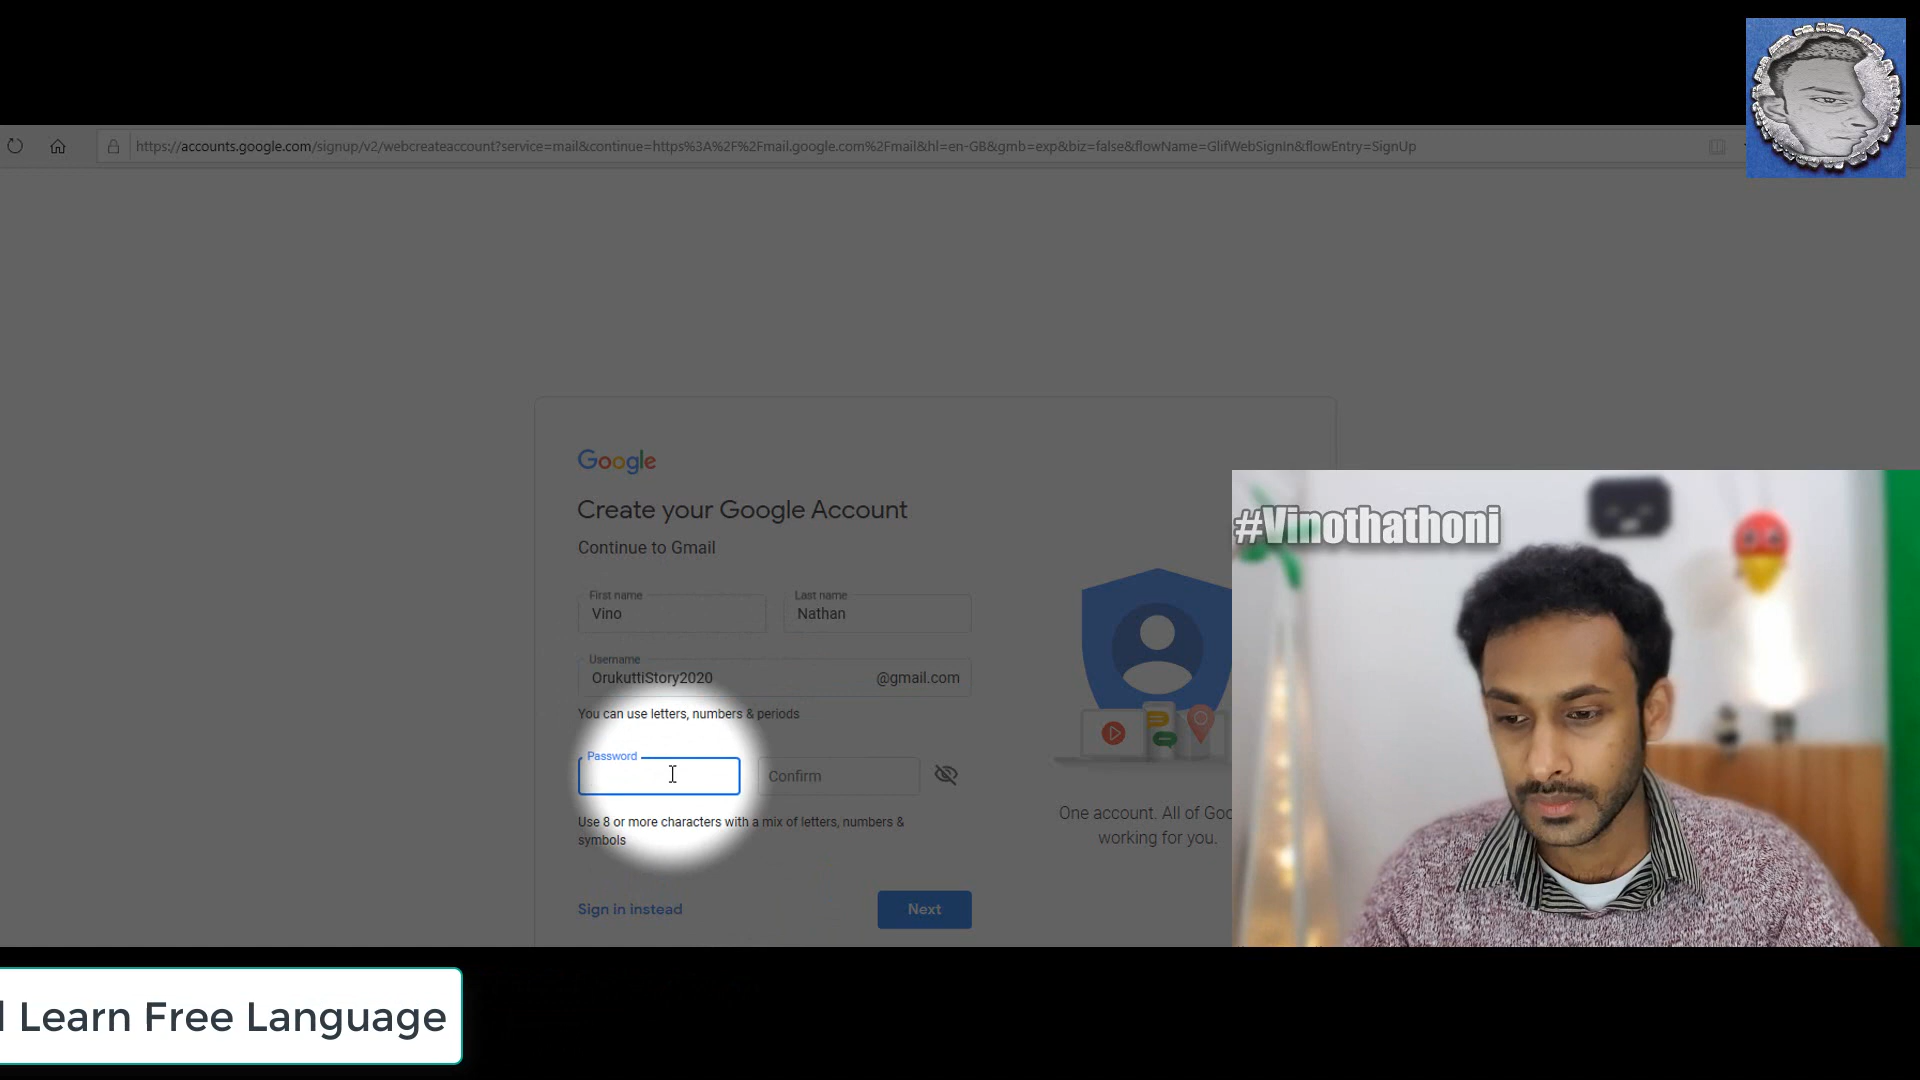 https://accounts.google.com/signup/v2/webcreateaccount?service=mail&continue=https%3A%2F%2Fmail.google.com%2Fmail&hl=en-GB&gmb=exp&biz=false&flowName=GlifWebSignIn&flowEntry=SignUp
Google
Create your Google Account
Continue to Gmail
#Vinothathoni
First name
Last name
Vino
Nathan
Username
OrukuttiStory2020
@gmail.com
You can use letters, numbers & periods
Password
Confirm
Use 8 or more characters with a mix of letters, numbers &
symbols
One account. All of Goo
working for you.
Sign in instead
Next
Learn Free Language